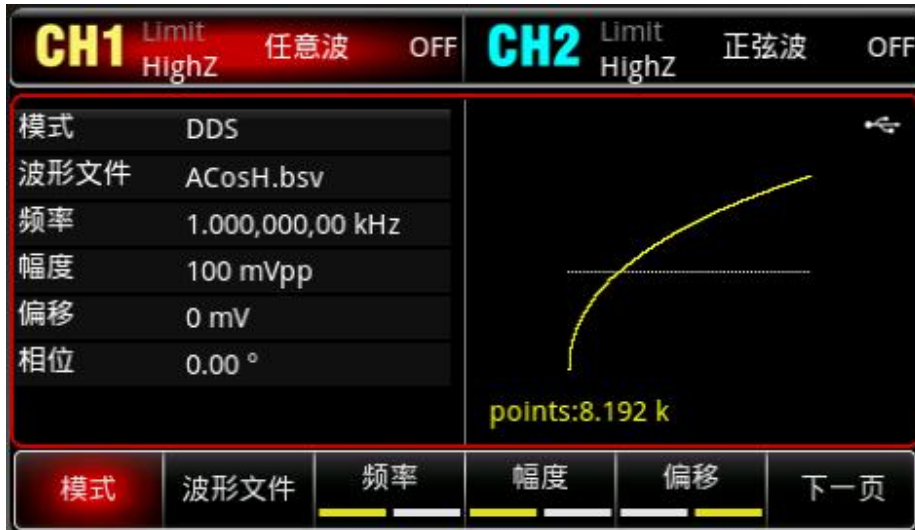 CH1 Limit HighZ 任意波 OFF CH2 Limit HighZ 正弦波 OFF
模式 DDS
波形文件 ACosH.bsv
频率 1.000,000,00 kHz
幅度 100 mVpp
偏移 0 mV
相位 0.00 °
points:8.192 k
模式 波形文件 频率 幅度 偏移 下一页